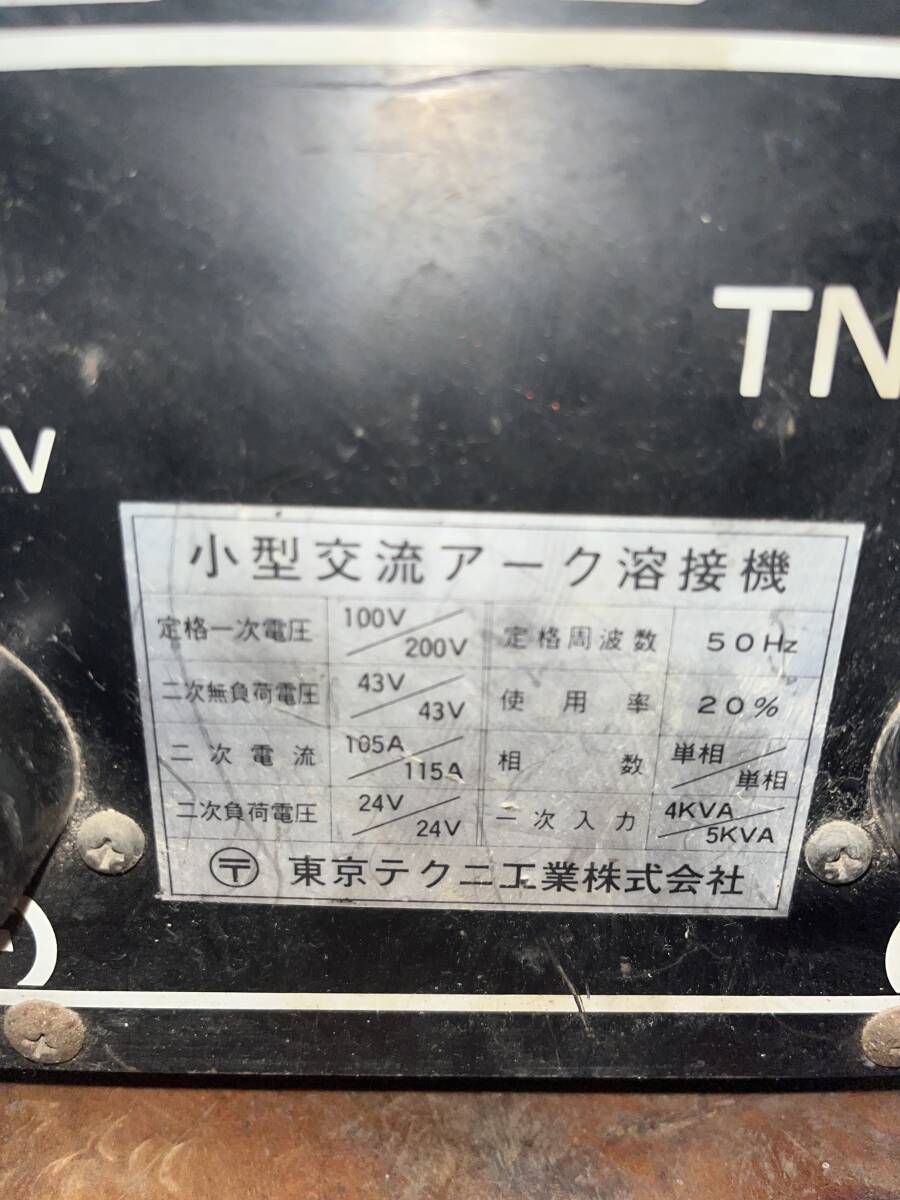 TN
V
小型交流アーク溶接機
定格一次電圧 100V/200V 定格周波数 50Hz
二次無負荷電圧 43V/43V 使用率 20%
二次電流 105A/115A 相数 単相/単相
二次負荷電圧 24V/24V 一次入力 4KVA/5KVA
〒 東京テクニ工業株式会社